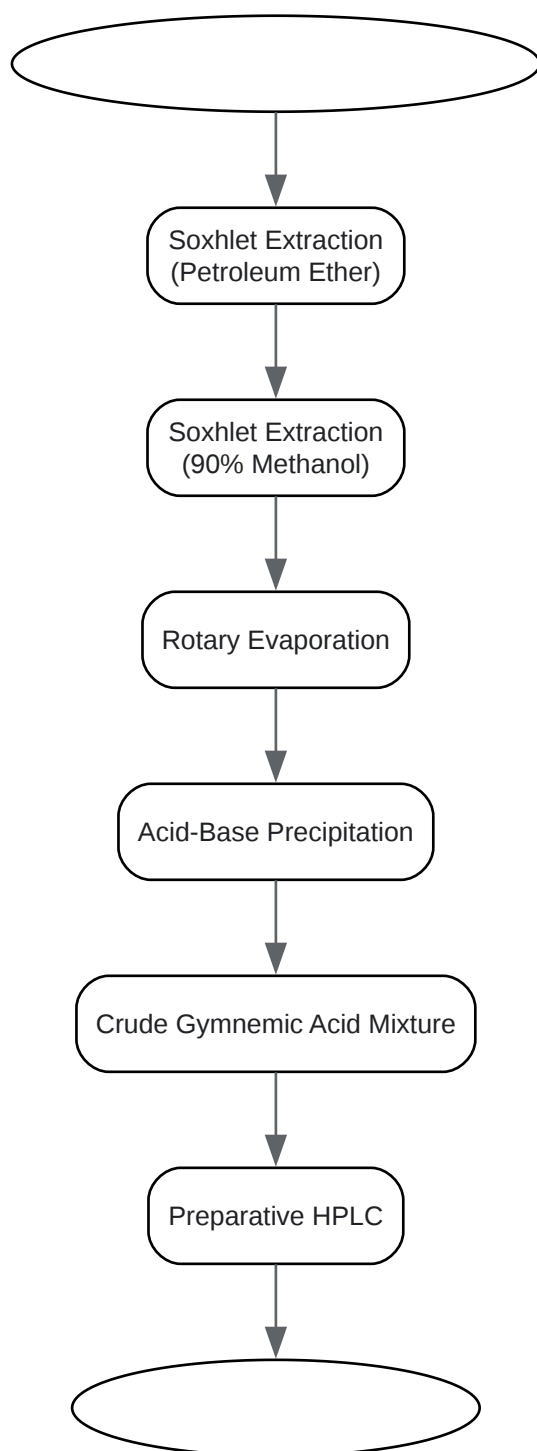 Soxhlet Extraction
(Petroleum Ether)
Soxhlet Extraction
(90% Methanol)
Rotary Evaporation
Acid-Base Precipitation
Crude Gymnemic Acid Mixture
Preparative HPLC